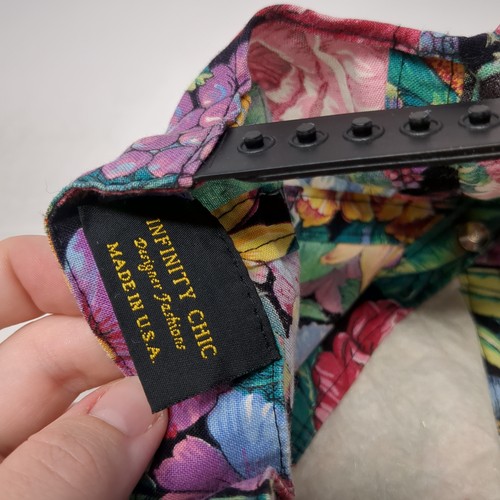 INFINITY CHIC
Designer Fashions
MADE IN U.S.A.